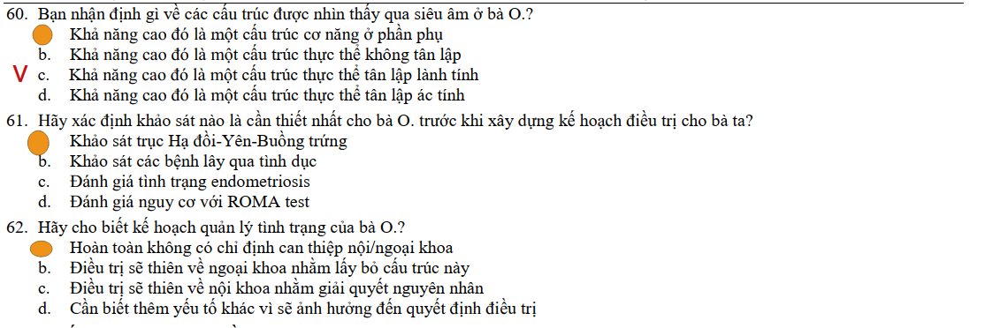 60. Bạn nhận định gì về các cấu trúc được nhìn thấy qua siêu âm ở bà O.?
Khả năng cao đó là một cấu trúc cơ năng ở phần phụ
b. Khả năng cao đó là một cấu trúc thực thể không tân lập
V c. Khả năng cao đó là một cấu trúc thực thể tân lập lành tính
d. Khả năng cao đó là một cấu trúc thực thể tân lập ác tính
61. Hãy xác định khảo sát nào là cần thiết nhất cho bà O. trước khi xây dựng kế hoạch điều trị cho bà ta?
Khảo sát trục Hạ đồi-Yên-Buồng trứng
b. Khảo sát các bệnh lây qua tình dục
c. Đánh giá tình trạng endometriosis
d. Đánh giá nguy cơ với ROMA test
62. Hãy cho biết kế hoạch quản lý tình trạng của bà O.?
Hoàn toàn không có chỉ định can thiệp nội/ngoại khoa
b. Điều trị sẽ thiên về ngoại khoa nhằm lấy bỏ cấu trúc này
c. Điều trị sẽ thiên về nội khoa nhằm giải quyết nguyên nhân
d. Cần biết thêm yếu tố khác vì sẽ ảnh hưởng đến quyết định điều trị